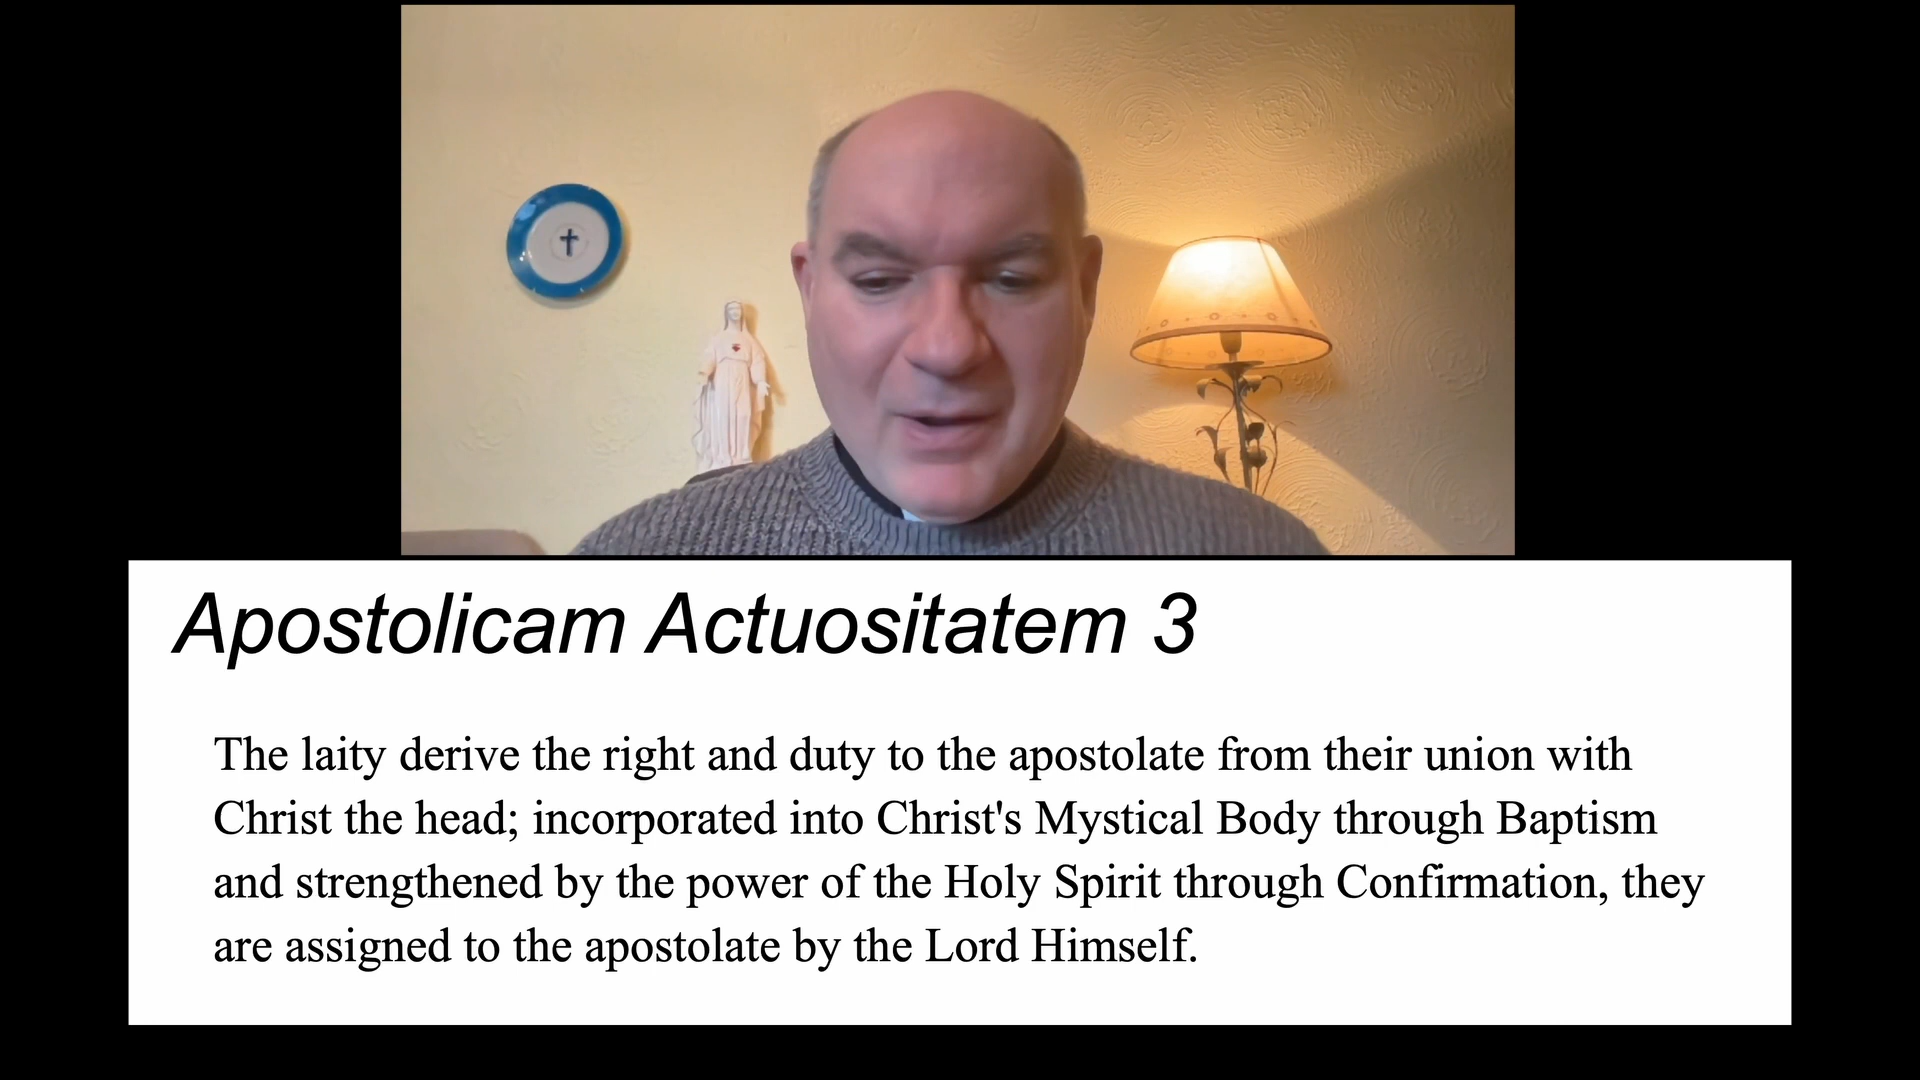 Apostolicam Actuositatem 3
The laity derive the right and duty to the apostolate from their union with
Christ the head; incorporated into Christ's Mystical Body through Baptism
and strengthened by the power of the Holy Spirit through Confirmation, they
are assigned to the apostolate by the Lord Himself.